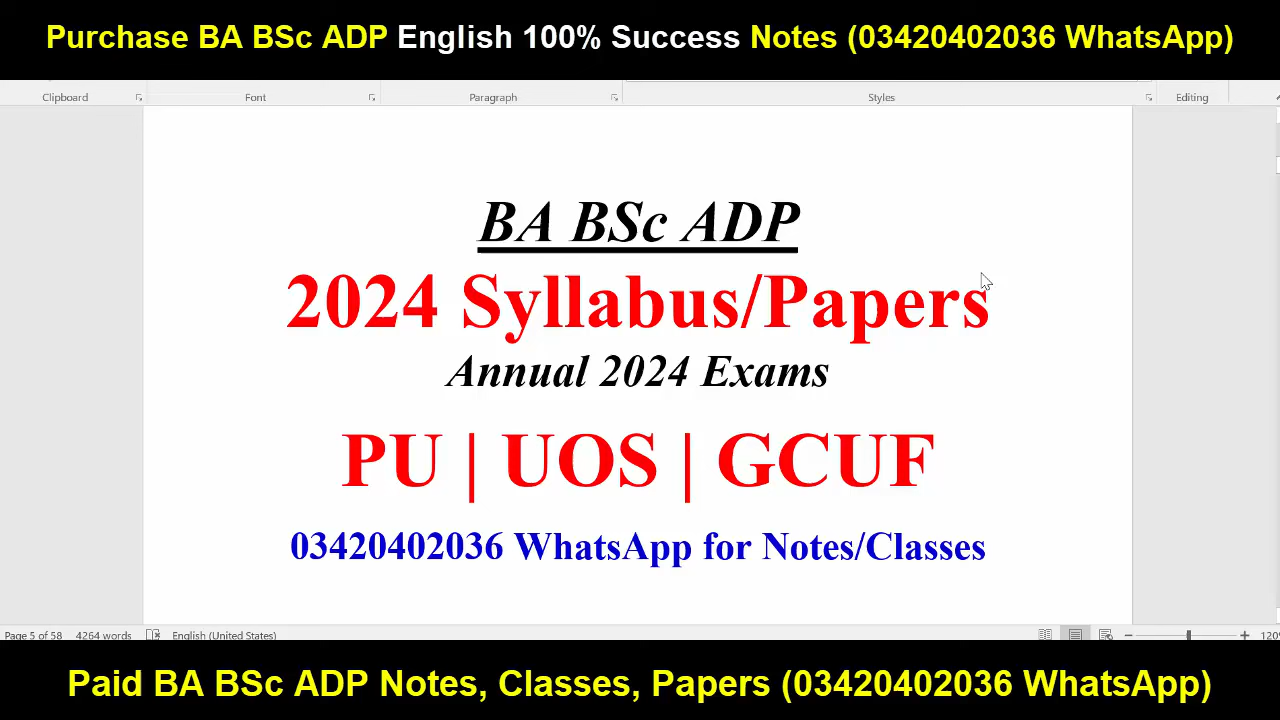 Purchase BA BSc ADP English 100% Success Notes (03420402036 WhatsApp)
Clipboard Font Paragraph Styles Editing
BA BSc ADP
2024 Syllabus/Papers
Annual 2024 Exams
PU | UOS | GCUF
03420402036 WhatsApp for Notes/Classes
Page 5 of 58 4264 words English (United States) 120%
Paid BA BSc ADP Notes, Classes, Papers (03420402036 WhatsApp)